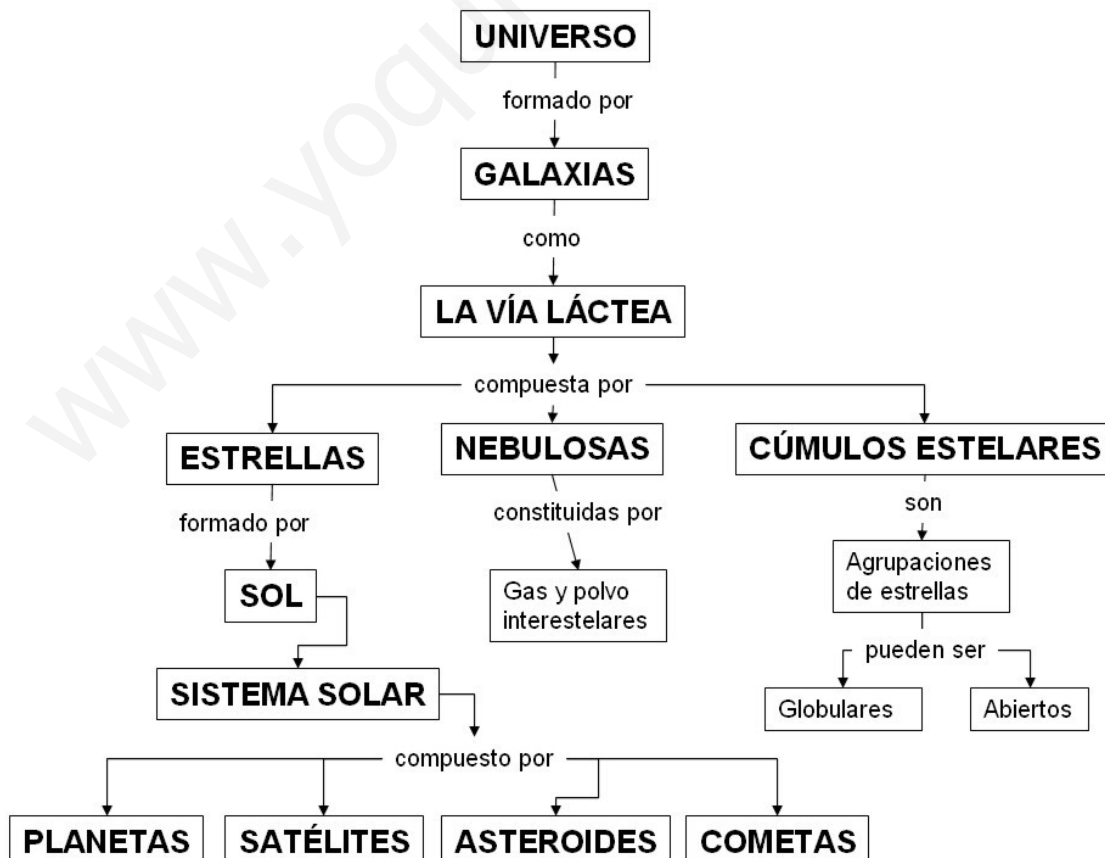 UNIVERSO
formado por
GALAXIAS
como
LA VÍA LÁCTEA
compuesta por
ESTRELLAS
NEBULOSAS
CÚMULOS ESTELARES
formado por
constituidas por
son
SOL
Gas y polvo
interestelares
Agrupaciones
de estrellas
pueden ser
SISTEMA SOLAR
Globulares
Abiertos
compuesto por
PLANETAS
SATÉLITES
ASTEROIDES
COMETAS